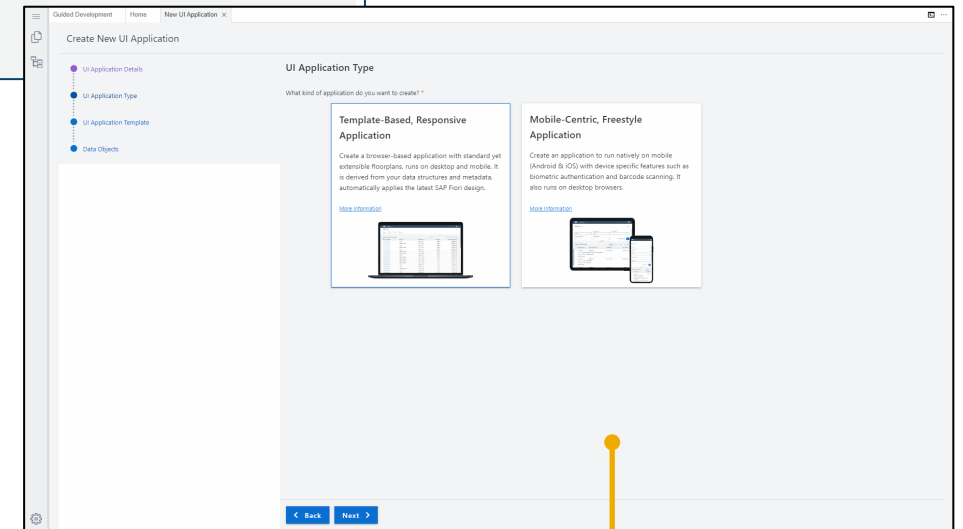 Guided Development Home New UI Application ×
Create New UI Application
UI Application Details
UI Application Type
UI Application Template
Data Objects
UI Application Type
What kind of application do you want to create? *
Template-Based, Responsive
Application
Create a browser-based application with standard yet
extensible floorplans, runs on desktop and mobile. It
is derived from your data structures and metadata,
automatically applies the latest SAP Fiori design.
More Information
Mobile-Centric, Freestyle
Application
Create an application to run natively on mobile
(Android & iOS) with device specific features such as
biometric authentication and barcode scanning. It
also runs on desktop browsers.
More Information
< Back Next >